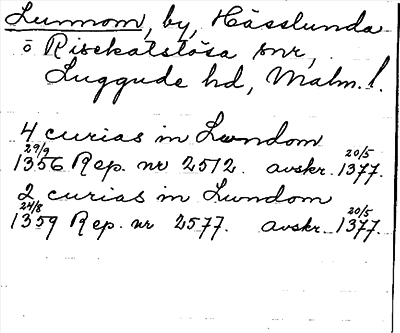 Lunnom, by, Hässlunda
o Risekatslösa snr,
Luggude hd, Malm. l.
4 curias in Lundom
29/9 20/5
1356 Rep. nr 2512. avskr. 1377.
2 curias in Lundom
24/8 20/5
1359 Rep. nr 2577. avskr. 1377.